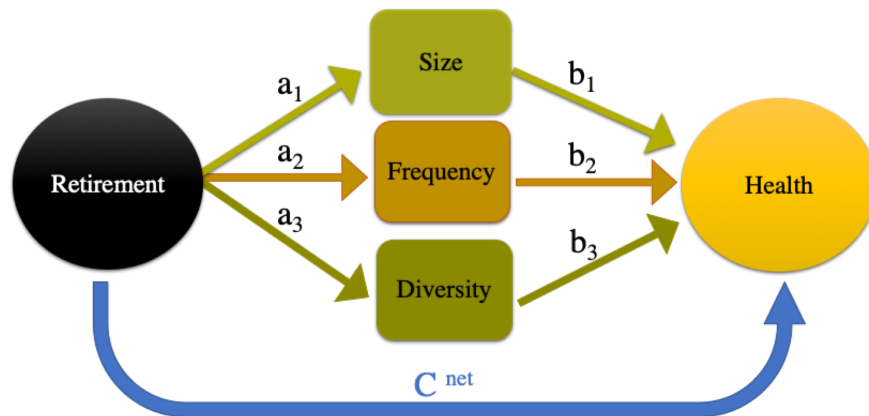 Size
a1
b1
Retirement
a2
Frequency
b2
Health
a3
b3
Diversity
C net